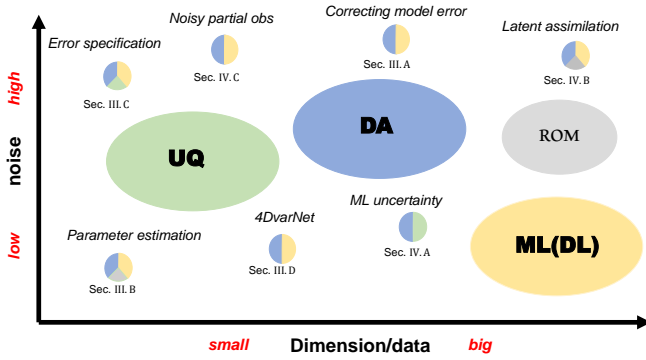 Noisy partial obs
Correcting model error
Error specification
Latent assimilation
Sec. IV. C
Sec. III. A
Sec. IV. B
Sec. III. C
high
noise
low
UQ
DA
ROM
ML(DL)
4DvarNet
ML uncertainty
Parameter estimation
Sec. IV. A
Sec. III. D
Sec. III. B
small
Dimension/data
big